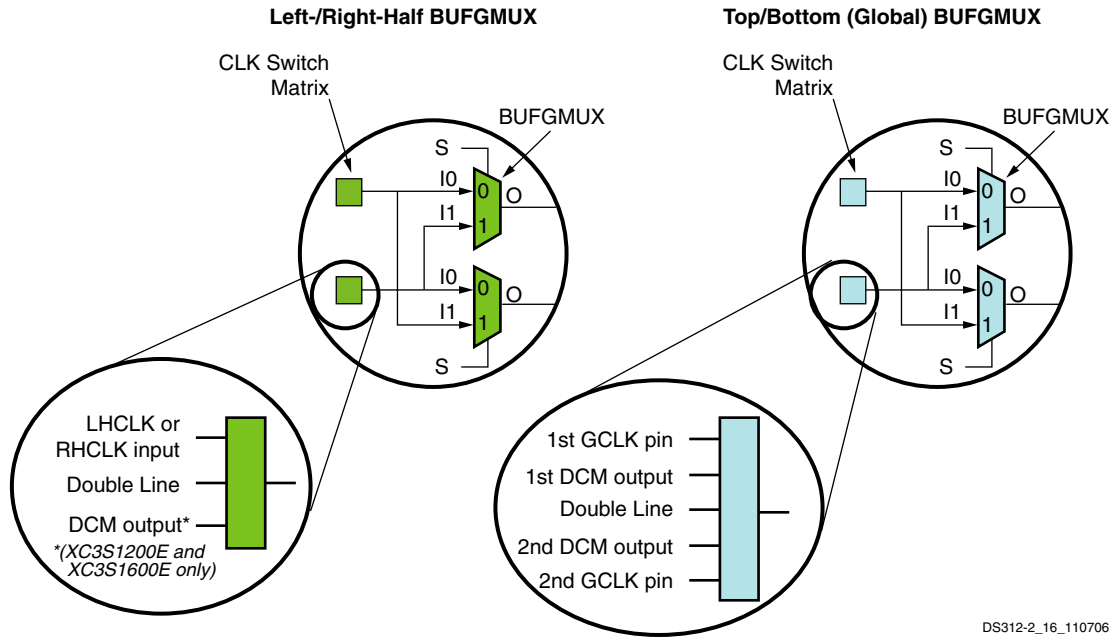 Left-/Right-Half BUFGMUX
CLK Switch
Matrix
BUFGMUX
S
I0
0
O
I1
1
I0
0
O
I1
1
S
LHCLK or
RHCLK input
Double Line
DCM output*
*(XC3S1200E and
XC3S1600E only)
Top/Bottom (Global) BUFGMUX
CLK Switch
Matrix
BUFGMUX
S
I0
0
O
I1
1
I0
0
O
I1
1
S
1st GCLK pin
1st DCM output
Double Line
2nd DCM output
2nd GCLK pin
DS312-2_16_110706